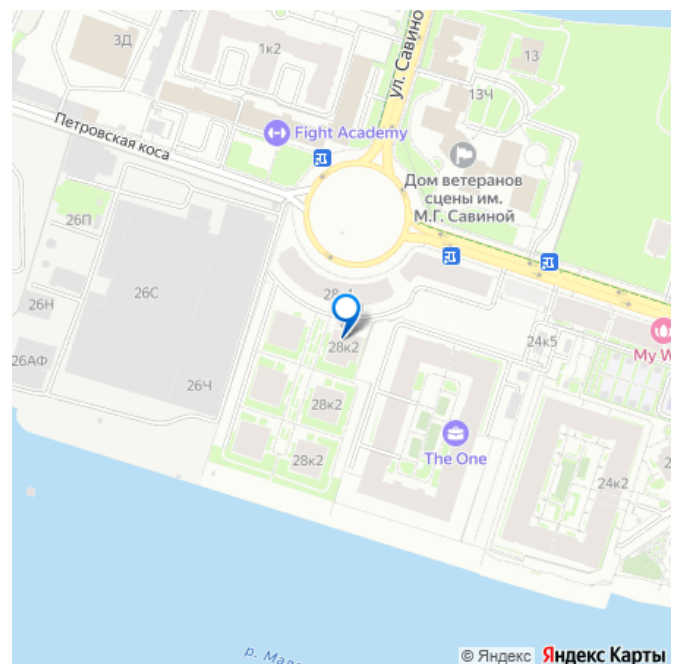 3Д
1к2
ул. Савино
13
13Ч
Петровская коса
Fight Academy
Дом ветеранов
сцены им.
М.Г. Савиной
26П
26С
26Н
28к2
24к5
My W
26АФ
26Ч
28к2
The One
28к2
24к2
© Яндекс Яндекс Карты